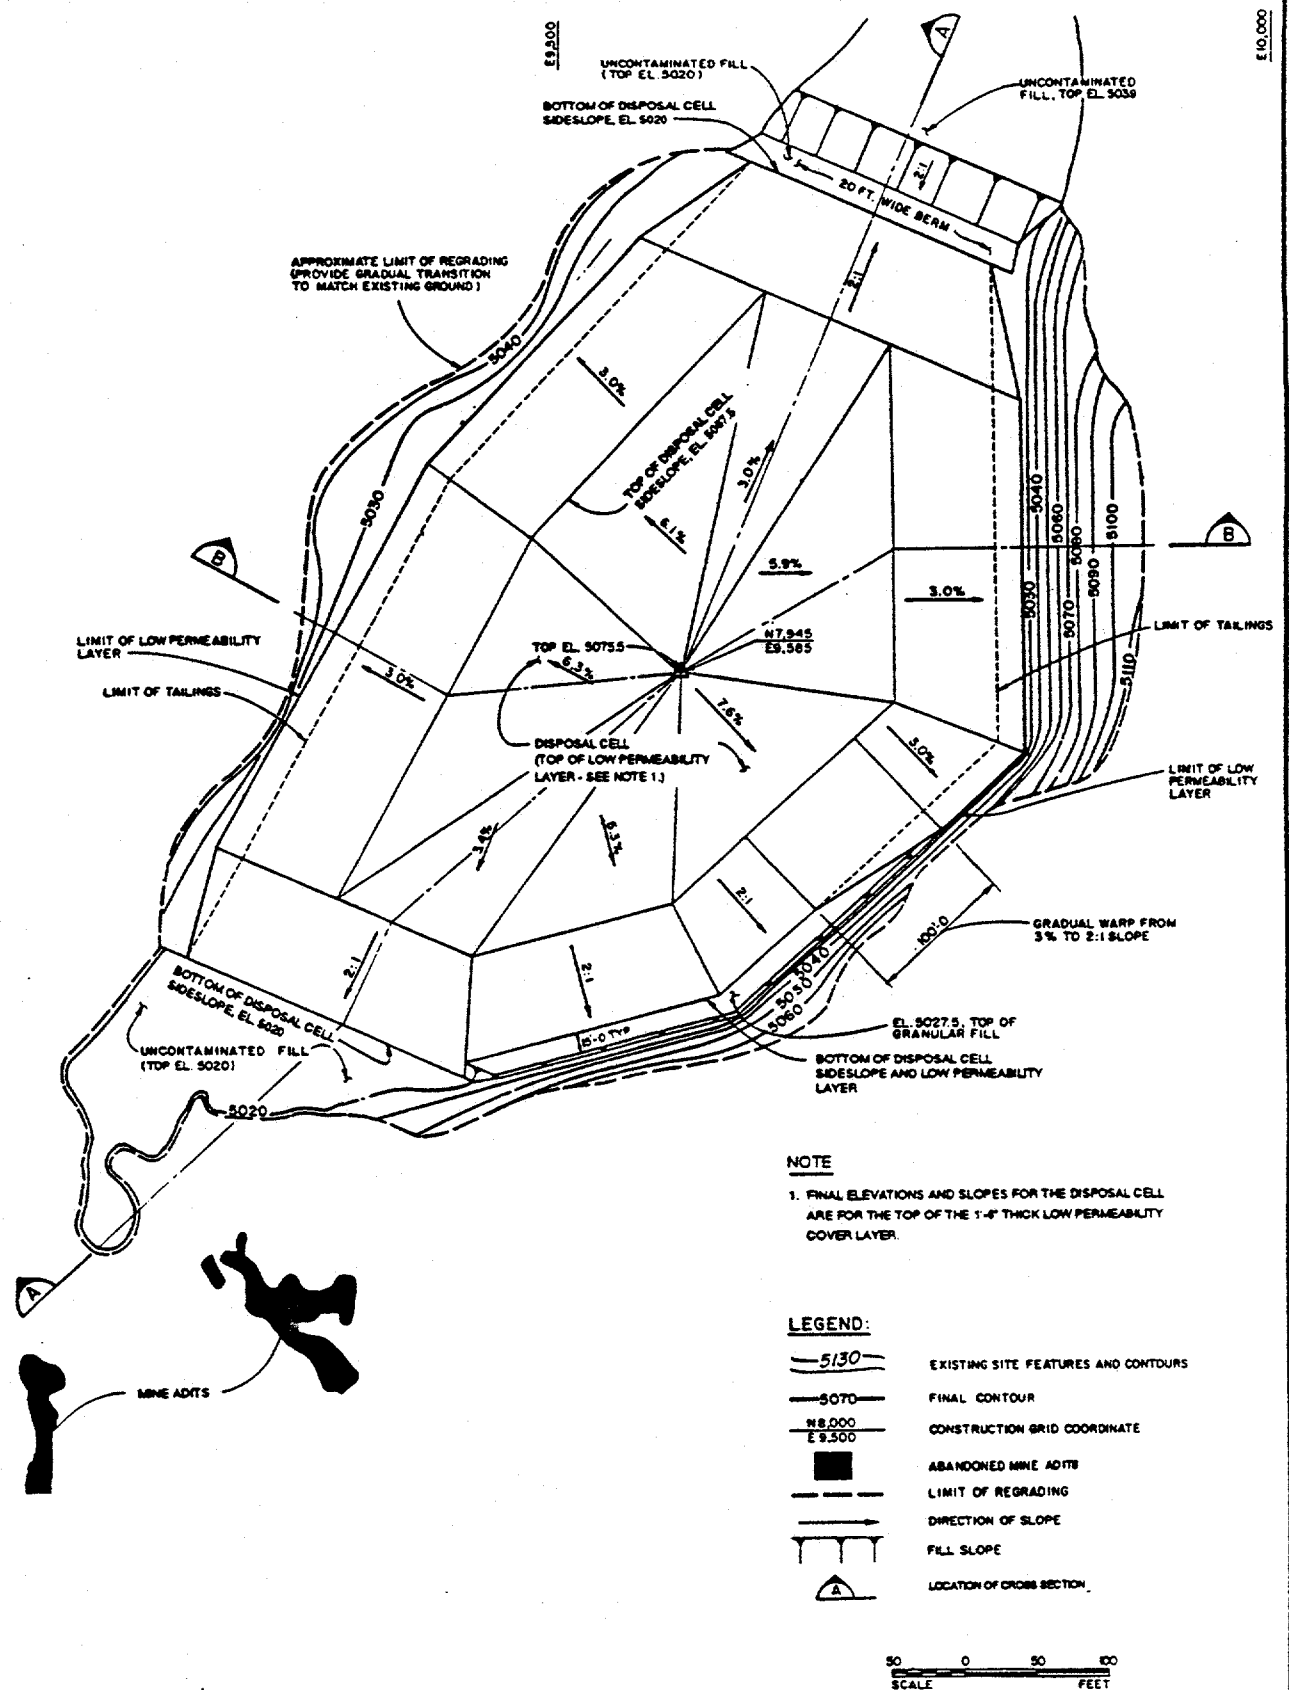 E9,500
E10,000
A
UNCONTAMINATED FILL
(TOP EL. 5020)
UNCONTAMINATED
FILL, TOP EL. 5039
BOTTOM OF DISPOSAL CELL
SIDESLOPE, EL. 5020
2:1
20 FT. WIDE BERM
2:1
APPROXIMATE LIMIT OF REGRADING
(PROVIDE GRADUAL TRANSITION
TO MATCH EXISTING GROUND)
5040
3.0%
TOP OF DISPOSAL CELL
SIDESLOPE, EL. 5067.5
3.0%
6.1%
5030
5.9%
3.0%
B
B
5030
5040
5060
5070
5080
5090
5100
5110
LIMIT OF TAILINGS
LIMIT OF LOW PERMEABILITY
LAYER
LIMIT OF TAILINGS
TOP EL. 5075.5
6.3%
N7,945
E9,585
3.0%
7.6%
DISPOSAL CELL
(TOP OF LOW PERMEABILITY
LAYER - SEE NOTE 1.)
3.0%
LIMIT OF LOW
PERMEABILITY
LAYER
3.4%
6.3%
2:1
100'-0
GRADUAL WARP FROM
3% TO 2:1 SLOPE
2:1
2:1
BOTTOM OF DISPOSAL CELL
SIDESLOPE, EL. 5020
5040
5050
5060
15'-0 TYP
EL. 5027.5, TOP OF
GRANULAR FILL
UNCONTAMINATED FILL
(TOP EL. 5020)
BOTTOM OF DISPOSAL CELL
SIDESLOPE AND LOW PERMEABILITY
LAYER
5020
NOTE
1. FINAL ELEVATIONS AND SLOPES FOR THE DISPOSAL CELL
ARE FOR THE TOP OF THE 1'-6" THICK LOW PERMEABILITY
COVER LAYER.
A
MINE ADITS
LEGEND:
5130 EXISTING SITE FEATURES AND CONTOURS
5070 FINAL CONTOUR
N8,000
E9,500
CONSTRUCTION GRID COORDINATE
ABANDONED MINE ADITS
LIMIT OF REGRADING
DIRECTION OF SLOPE
FILL SLOPE
A LOCATION OF CROSS SECTION
50 0 50 100
SCALE FEET